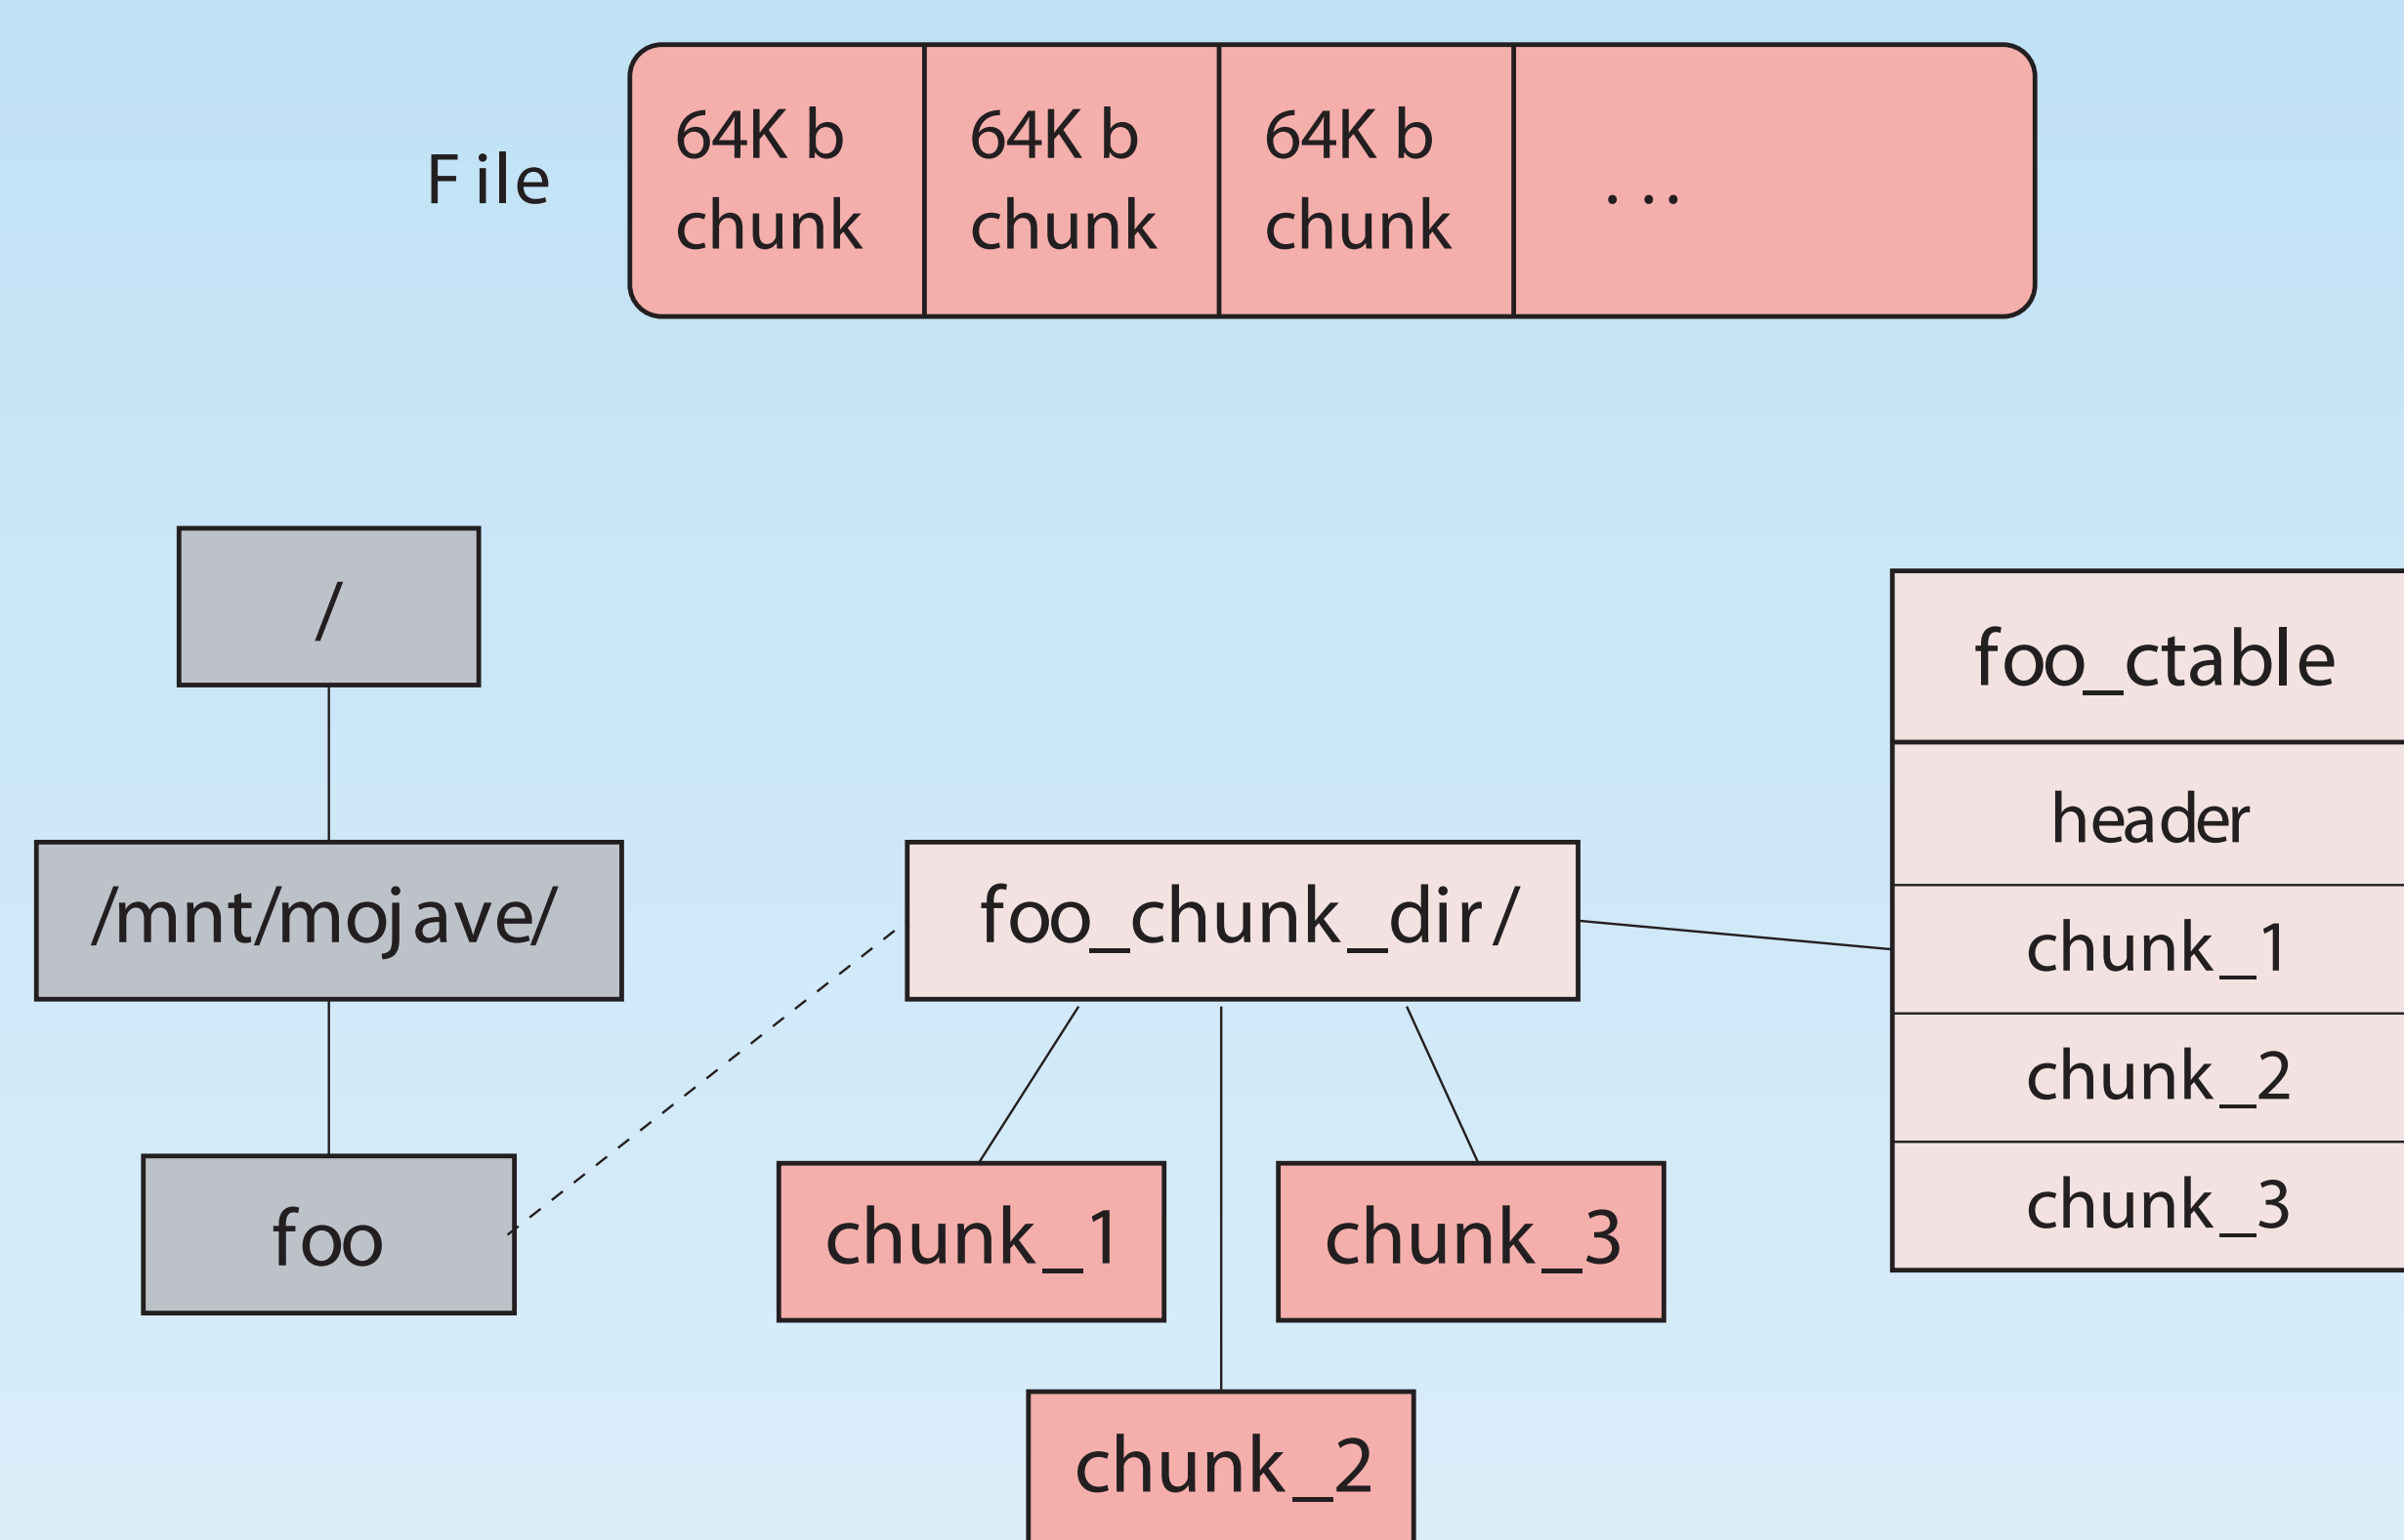 File
64K b
chunk
64K b
chunk
64K b
chunk
. ..
/
/mnt/mojave/
foo
foo_chunk_dir/
chunk_1
chunk_3
chunk_2
foo_ctable
header
chunk_1
chunk_2
chunk_3